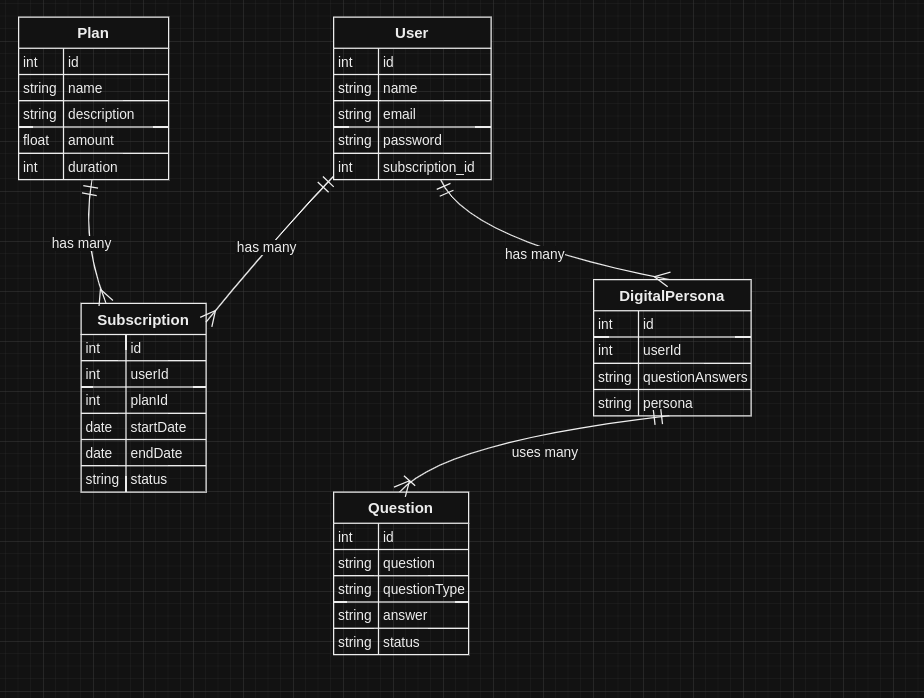 Plan
int id
string name
string description
float amount
int duration
User
int id
string name
string email
string password
int subscription_id
has many
has many
has many
Subscription
int id
int userId
int planId
date startDate
date endDate
string status
DigitalPersona
int id
int userId
string questionAnswers
string persona
uses many
Question
int id
string question
string questionType
string answer
string status